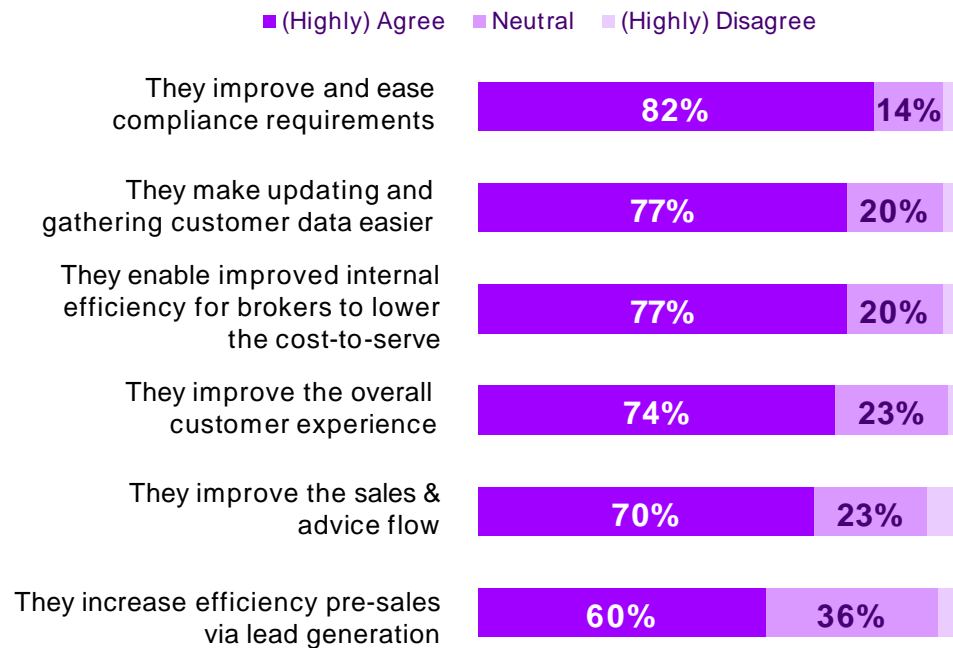 (Highly) Agree Neutral (Highly) Disagree
They improve and ease
compliance requirements
82% 14%
They make updating and
gathering customer data easier
77% 20%
They enable improved internal
efficiency for brokers to lower
the cost-to-serve
77% 20%
They improve the overall
customer experience
74% 23%
They improve the sales &
advice flow
70% 23%
They increase efficiency pre-sales
via lead generation
60% 36%